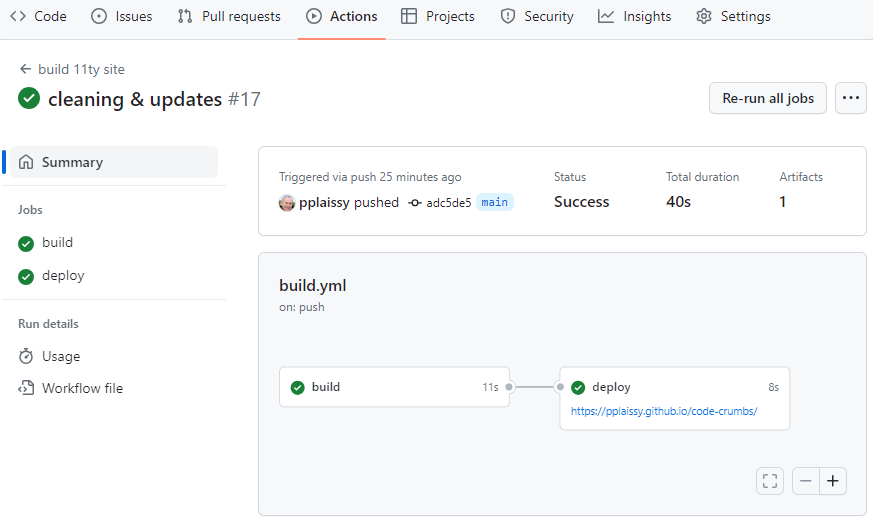 Code Issues Pull requests Actions Projects Security Insights Settings
build 11ty site
cleaning & updates #17
Re-run all jobs
Summary
Jobs
build
deploy
Run details
Usage
Workflow file
Triggered via push 25 minutes ago
pplaissy pushed adc5de5 main
Status
Success
Total duration
40s
Artifacts
1
build.yml
on: push
build 11s
deploy 8s
https://pplaissy.github.io/code-crumbs/